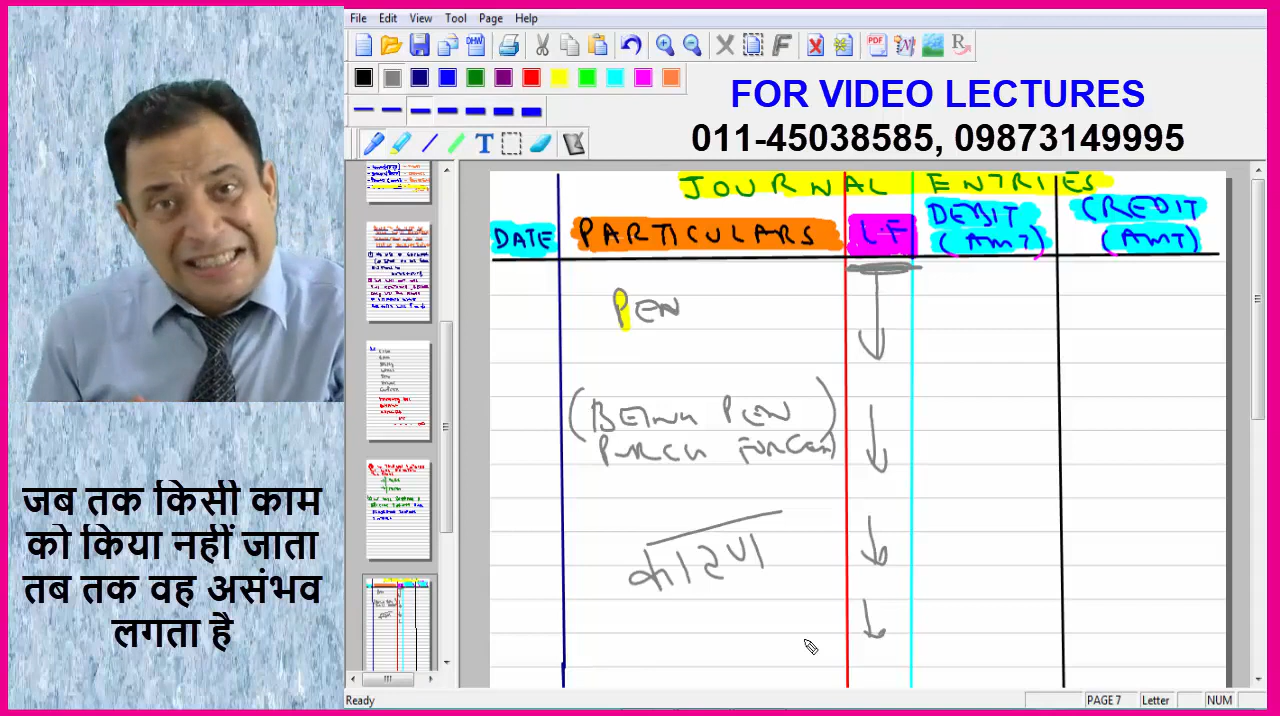 File Edit View Tool Page Help
FOR VIDEO LECTURES
011-45038585, 09873149995
JOURNAL ENTRIES
DATE PARTICULARS L.F DEBIT (AMT) CREDIT (AMT)
PEN
(BEING PEN
PURCH FORCASH)
कारण
जब तक किसी काम
को किया नहीं जाता
तब तक वह असंभव
लगता है
Ready PAGE 7 Letter NUM